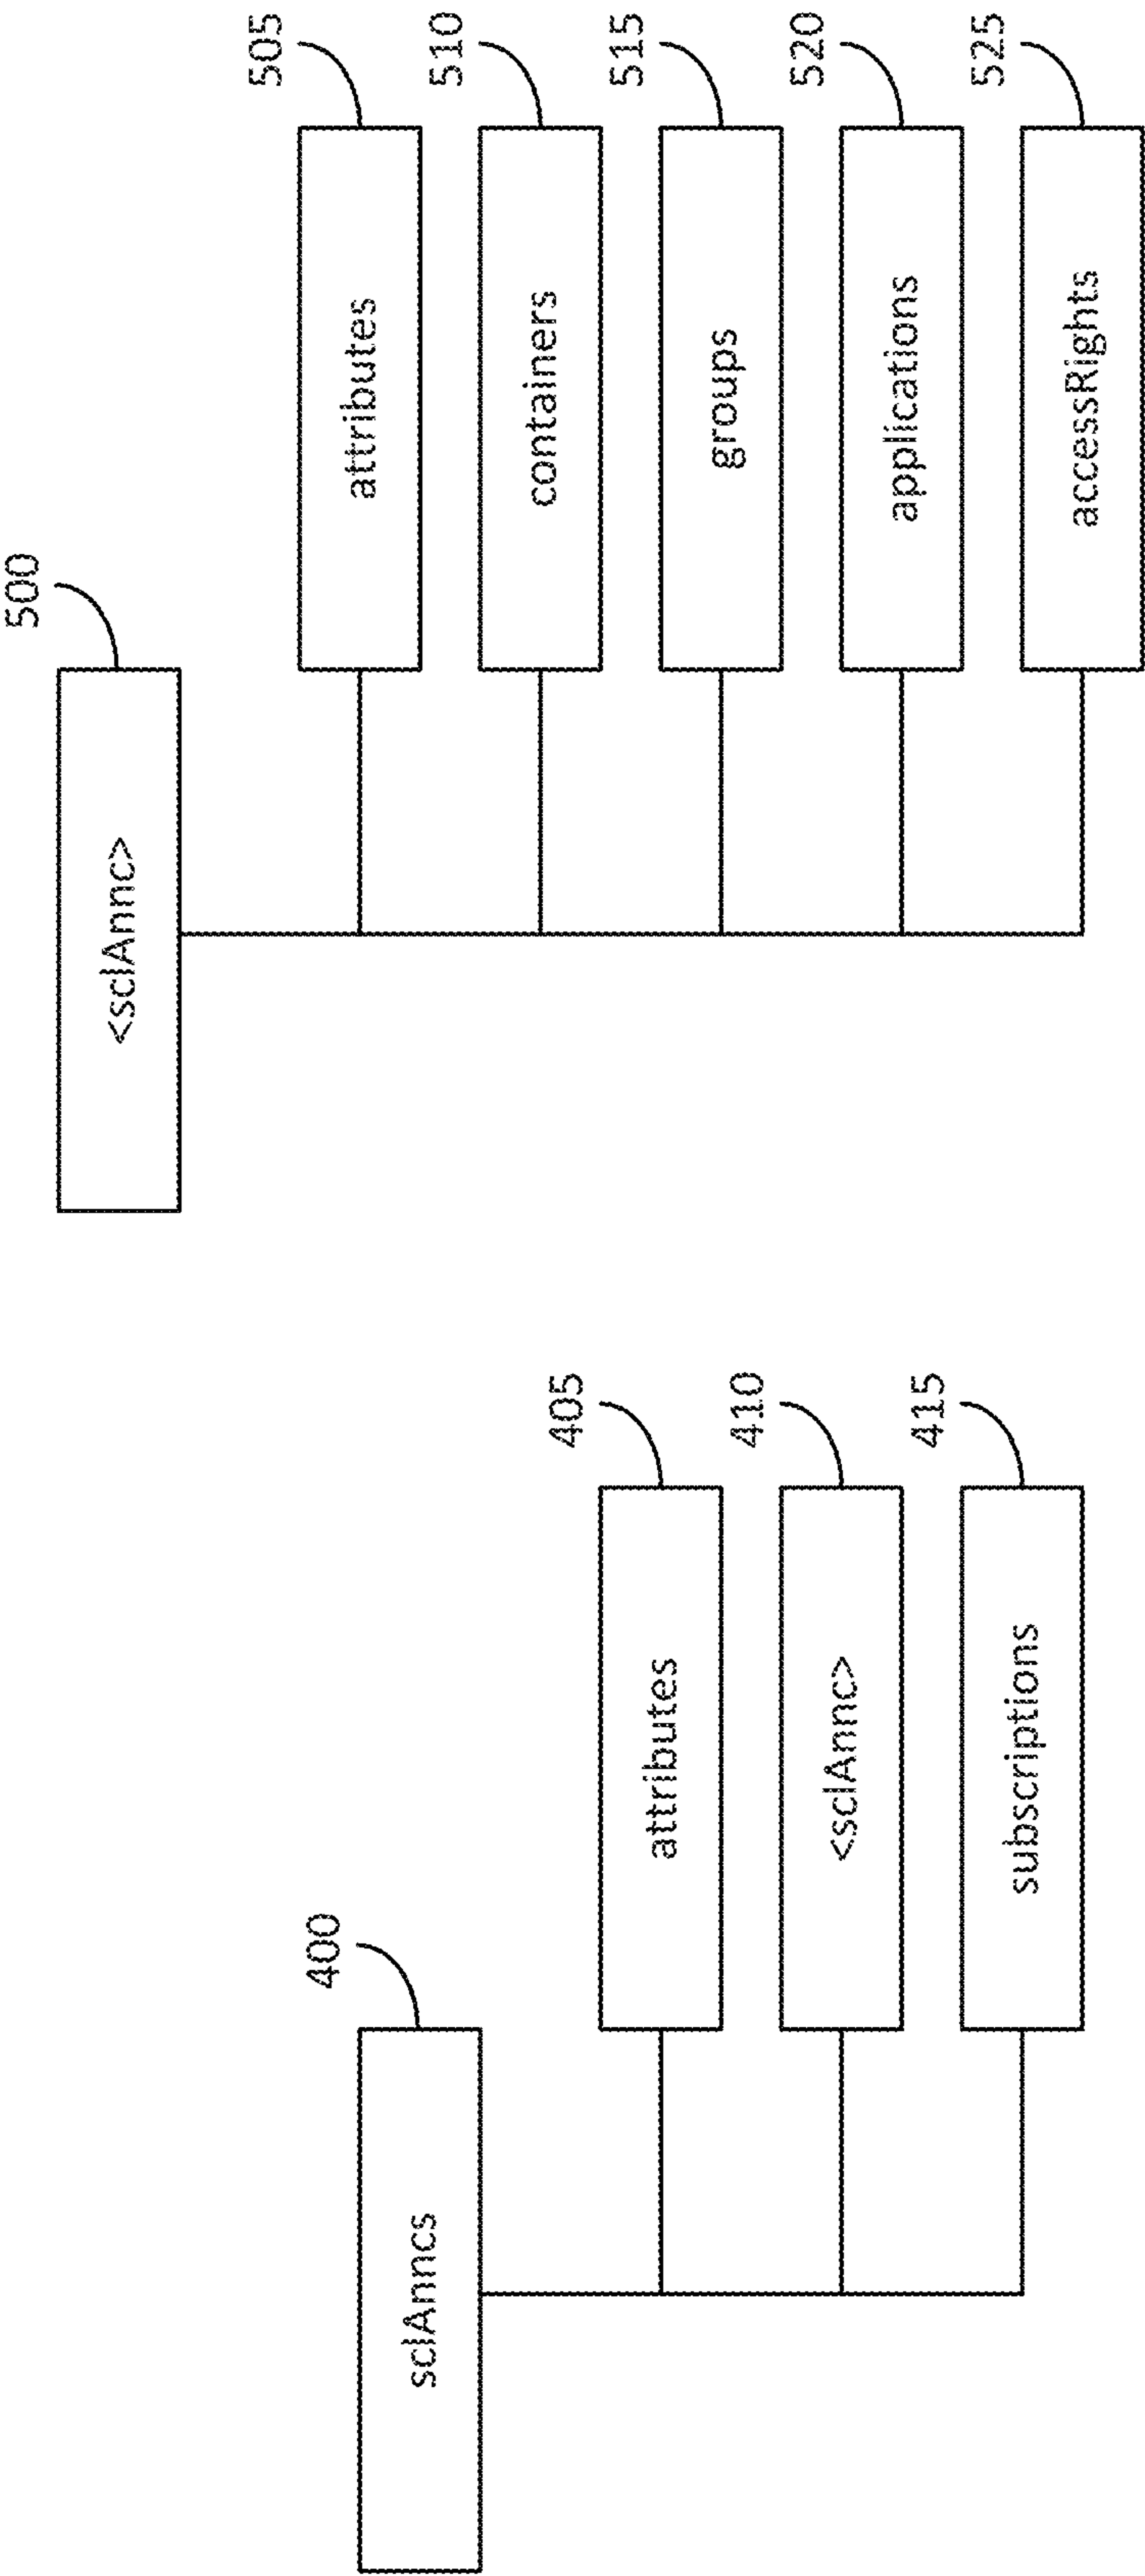 400
sclAnncs
405
attributes
410
<sclAnnc>
415
subscriptions
500
<sclAnnc>
505
attributes
510
containers
515
groups
520
applications
525
accessRights